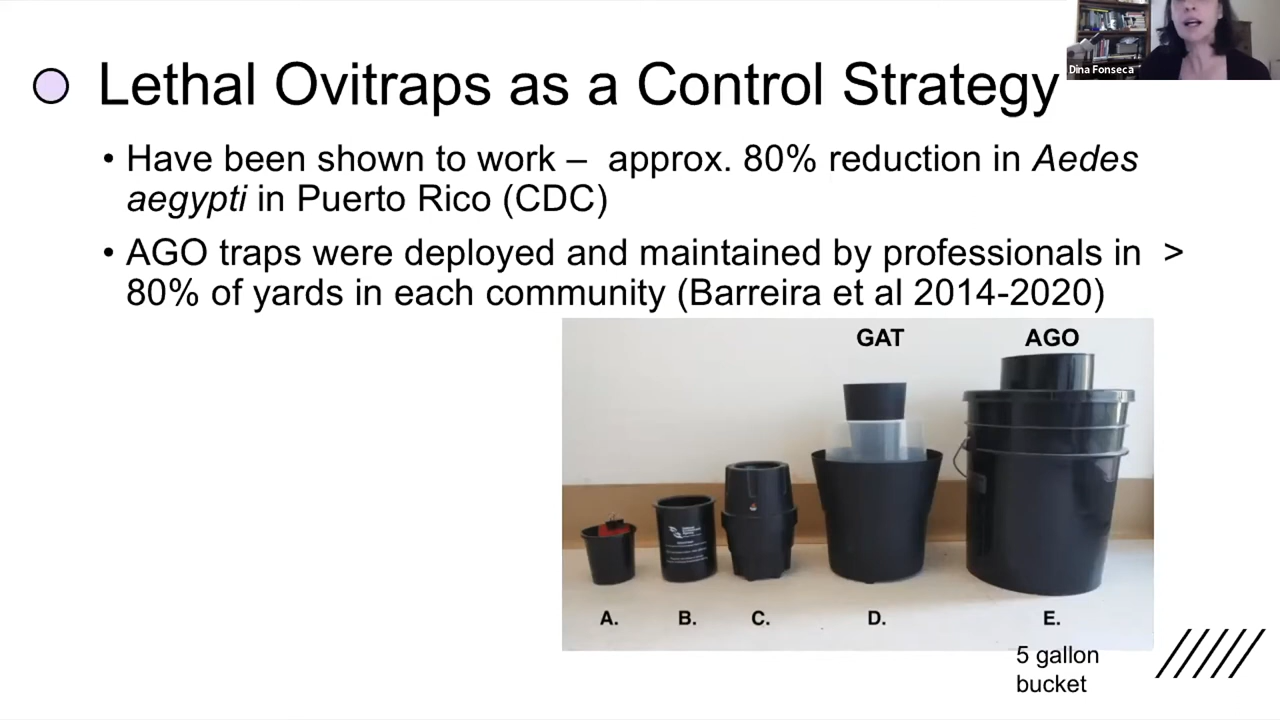 Dina Fonseca
Lethal Ovitraps as a Control Strategy
• Have been shown to work – approx. 80% reduction in Aedes
aegypti in Puerto Rico (CDC)
• AGO traps were deployed and maintained by professionals in >
80% of yards in each community (Barreira et al 2014-2020)
GAT AGO
A. B. C. D. E.
5 gallon
bucket